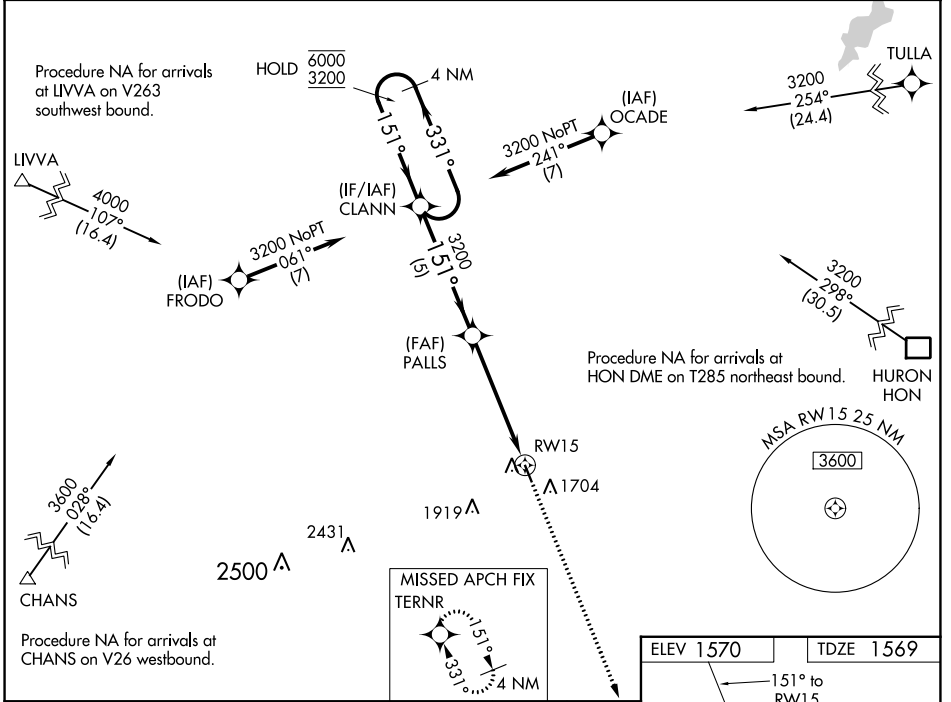 Procedure NA for arrivals
at LIVVA on V263
southwest bound.
HOLD 6000
3200
4 NM
151°
331°
(IAF)
OCADE
3200 NoPT
241°
(7)
TULLA
3200
254°
(24.4)
LIVVA
4000
107°
(16.4)
(IF/IAF)
CLANN
3200 NoPT
061°
(7)
(IAF)
FRODO
3200
151°
(5)
(FAF)
PALLS
3200
298°
(30.5)
HURON
HON
Procedure NA for arrivals at
HON DME on T285 northeast bound.
MSA RW15 25 NM
3600
RW15
1704
1919
2431
2500
3600
028°
(16.4)
CHANS
Procedure NA for arrivals at
CHANS on V26 westbound.
MISSED APCH FIX
TERNR
151°
331°
4 NM
ELEV 1570
TDZE 1569
151° to
RW15